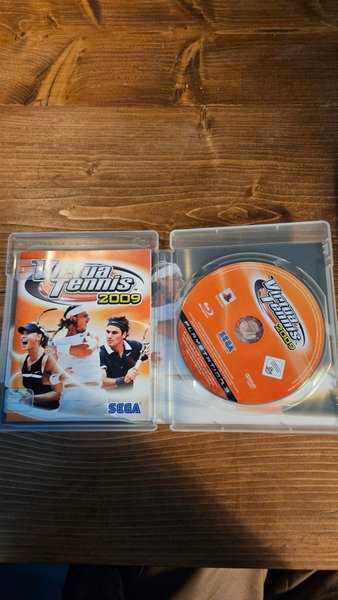 Virtua
Tennis
2009
SEGA
Virtua
Tennis
2009
SEGA
PLAYSTATION 3